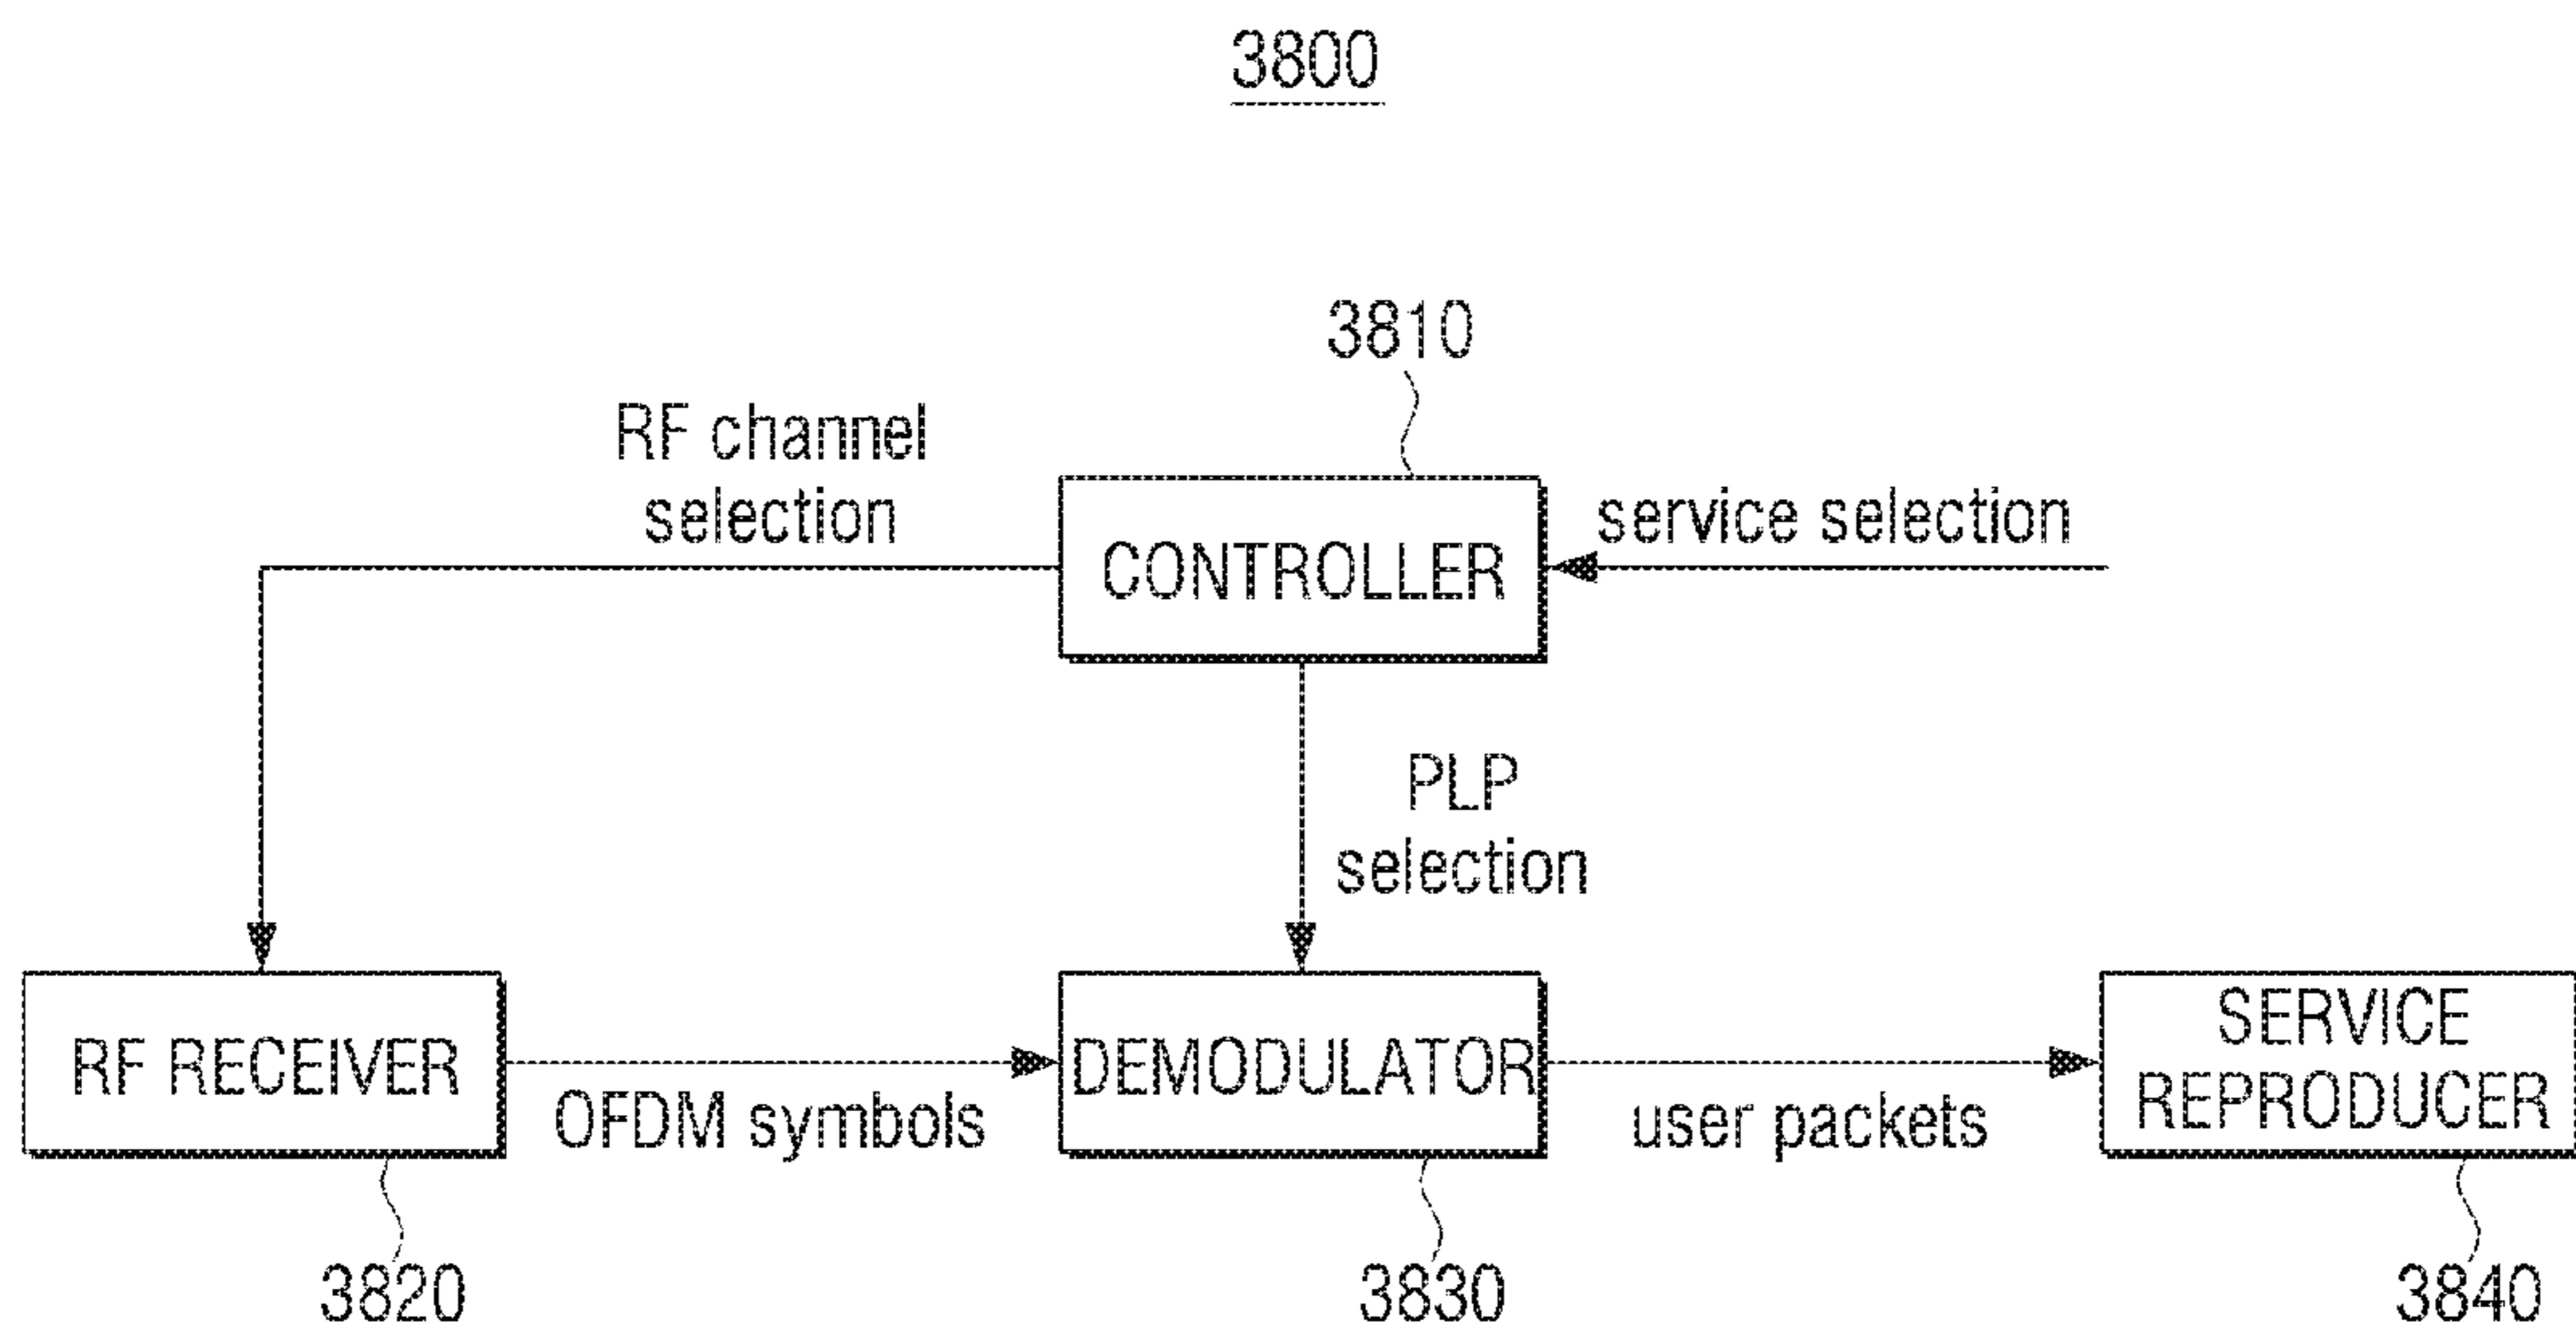 3800
3810
RF channel
selection
CONTROLLER
service selection
PLP
selection
RF RECEIVER
OFDM symbols
DEMODULATOR
user packets
SERVICE
REPRODUCER
3820
3830
3840